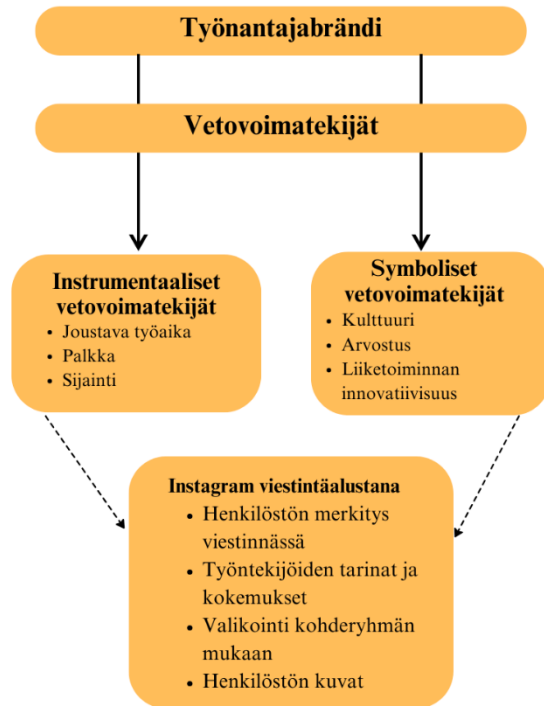 Työnantajabrändi
Vetovoimatekijät
Instrumentaaliset
vetovoimatekijät
• Joustava työaika
• Palkka
• Sijainti
Symboliset
vetovoimatekijät
• Kulttuuri
• Arvostus
• Liiketoiminnan
innovatiivisuus
Instagram viestintäalustana
• Henkilöstön merkitys
viestinnässä
• Työntekijöiden tarinat ja
kokemukset
• Valikointi kohderyhmän
mukaan
• Henkilöstön kuvat